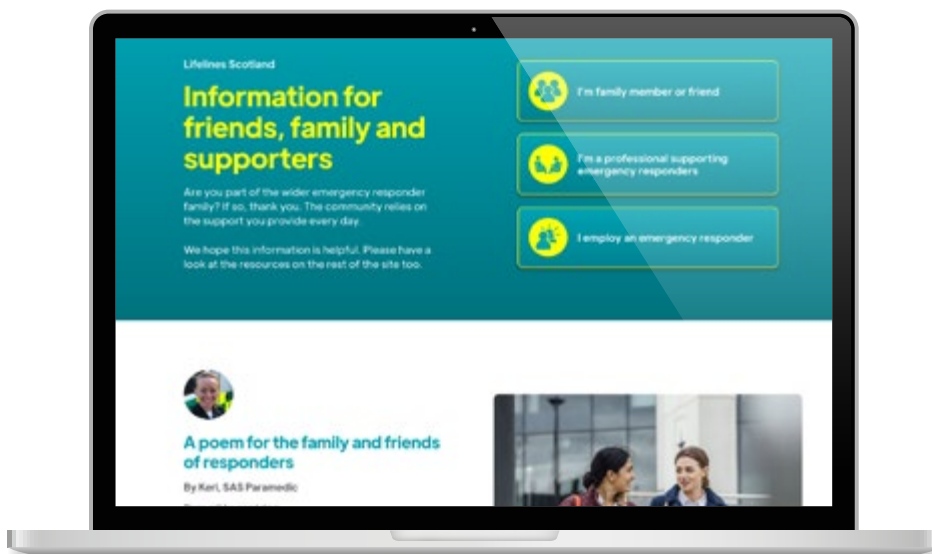 Lifelines Scotland
Information for
friends, family and
supporters
Are you part of the wider emergency responder
family? If so, thank you. The community relies on
the support you provide every day.
We hope this information is helpful. Please have a
look at the resources on the rest of the site too.
I'm family member or friend
I'm a professional supporting
emergency responders
I employ an emergency responder
A poem for the family and friends
of responders
By Keri, SAS Paramedic